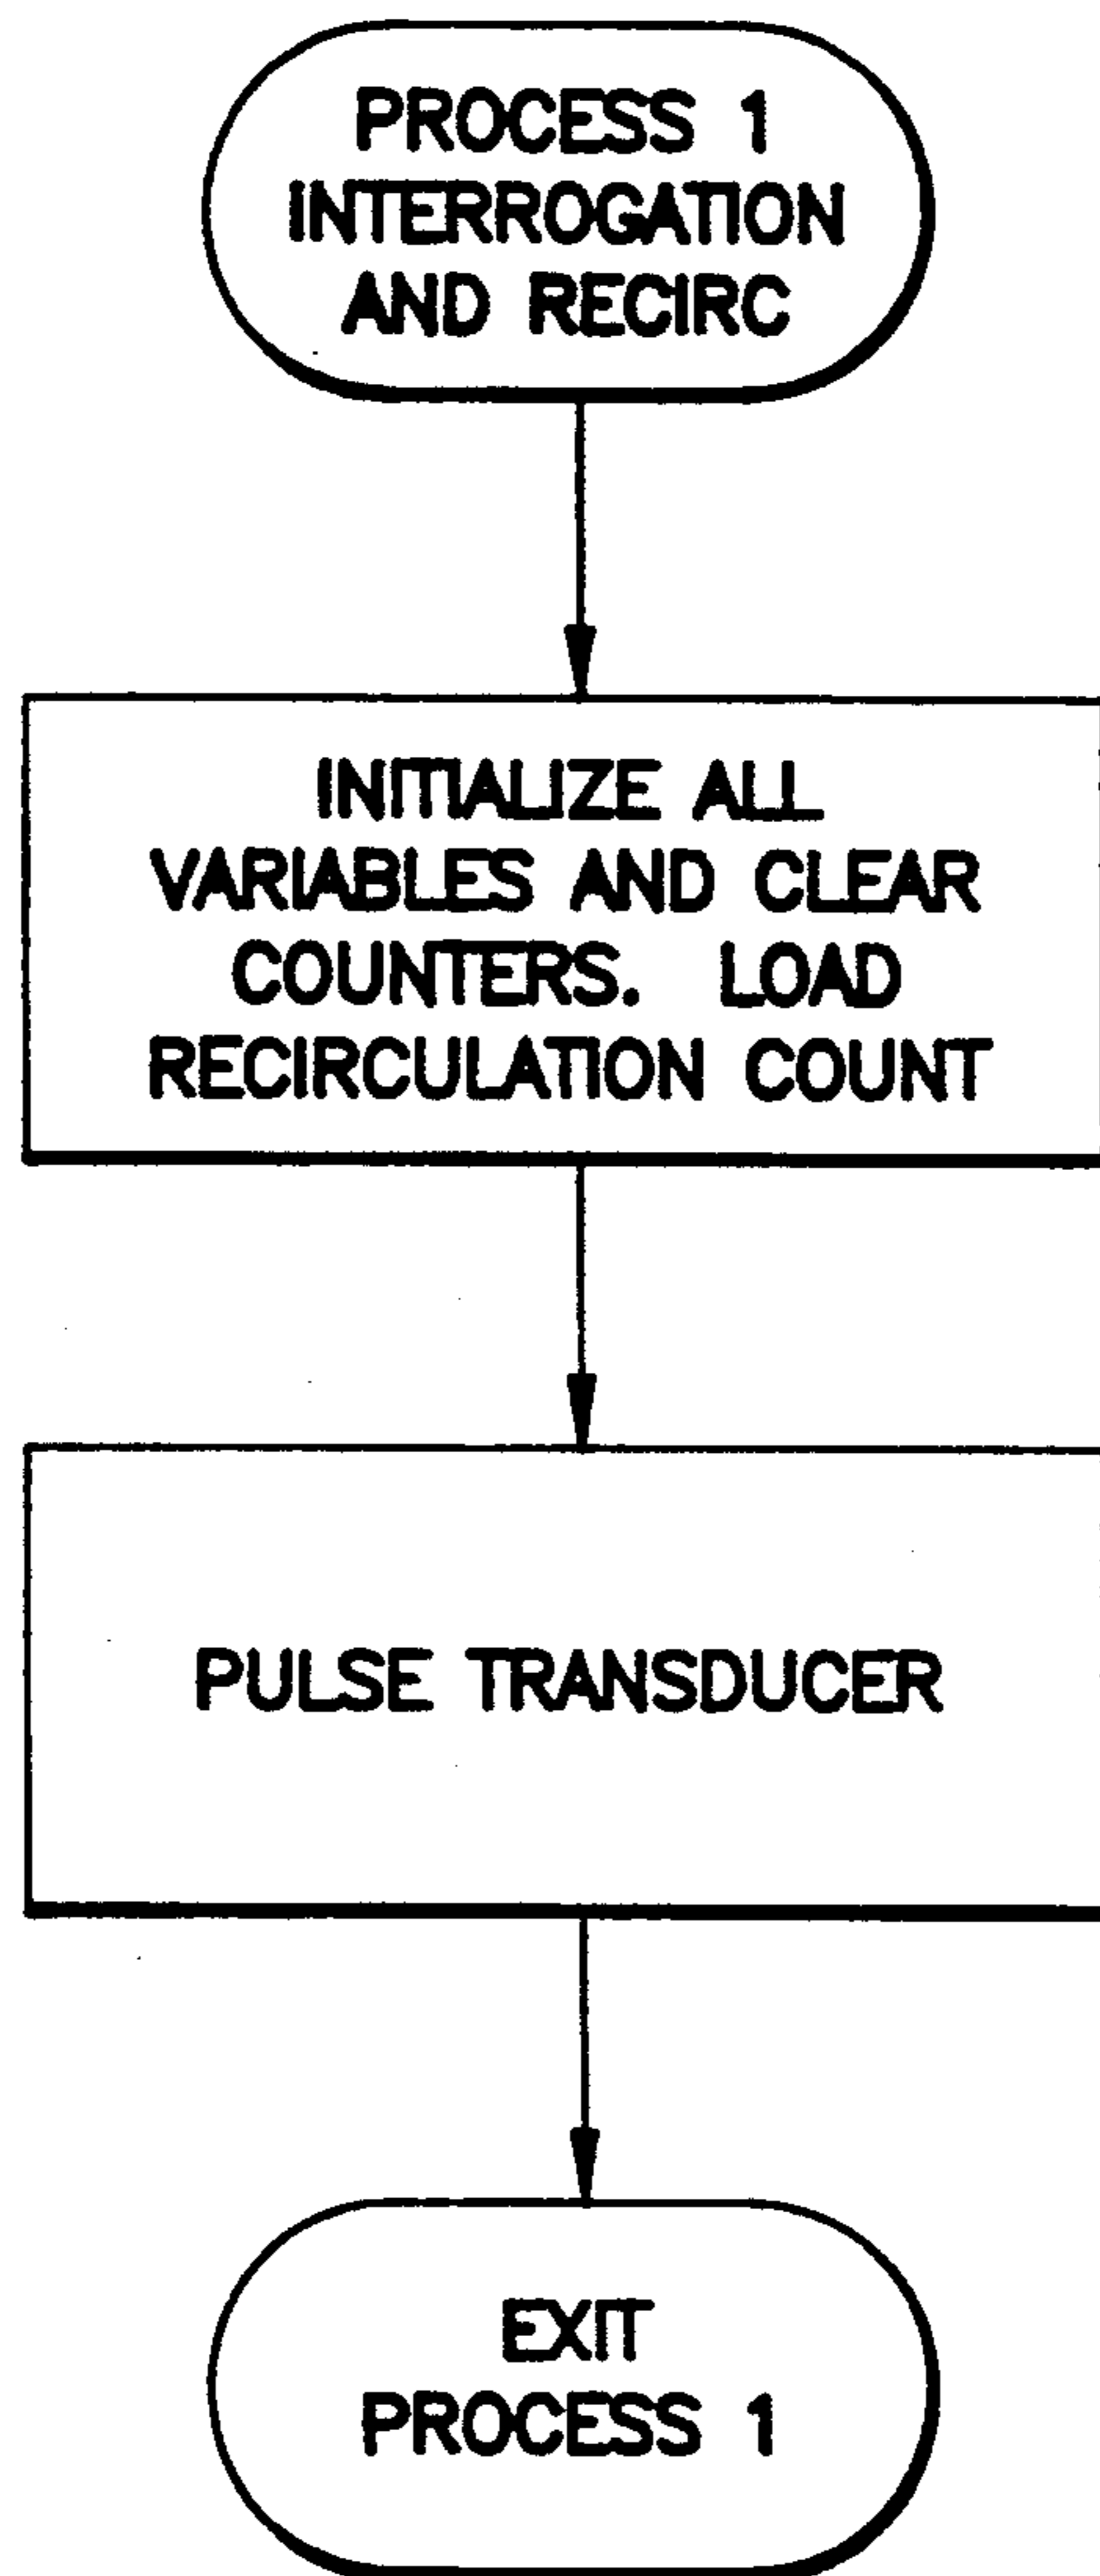 PROCESS 1
INTERROGATION
AND RECIRC
INITIALIZE ALL
VARIABLES AND CLEAR
COUNTERS. LOAD
RECIRCULATION COUNT
PULSE TRANSDUCER
EXIT
PROCESS 1